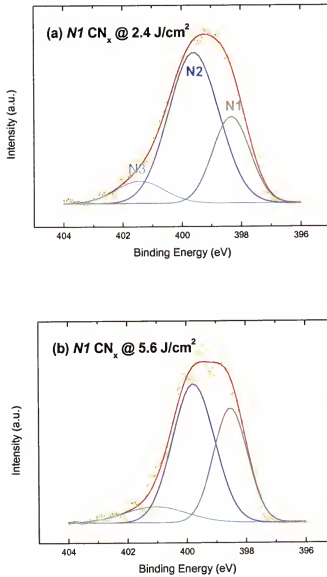 (a) N1 CNx @ 2.4 J/cm²
N2
N1
N3
Intensity (a.u.)
404 402 400 398 396
Binding Energy (eV)
(b) N1 CNx @ 5.6 J/cm²
Intensity (a.u.)
404 402 400 398 396
Binding Energy (eV)